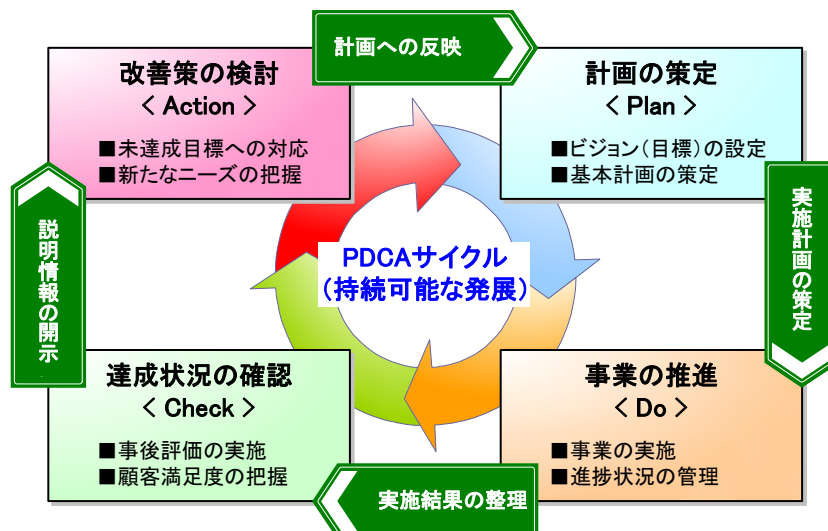 計画への反映
改善策の検討
< Action >
■未達成目標への対応
■新たなニーズの把握
計画の策定
< Plan >
■ビジョン(目標)の設定
■基本計画の策定
実施計画の策定
PDCAサイクル
(持続可能な発展)
説明情報の開示
達成状況の確認
< Check >
■事後評価の実施
■顧客満足度の把握
事業の推進
< Do >
■事業の実施
■進捗状況の管理
実施結果の整理